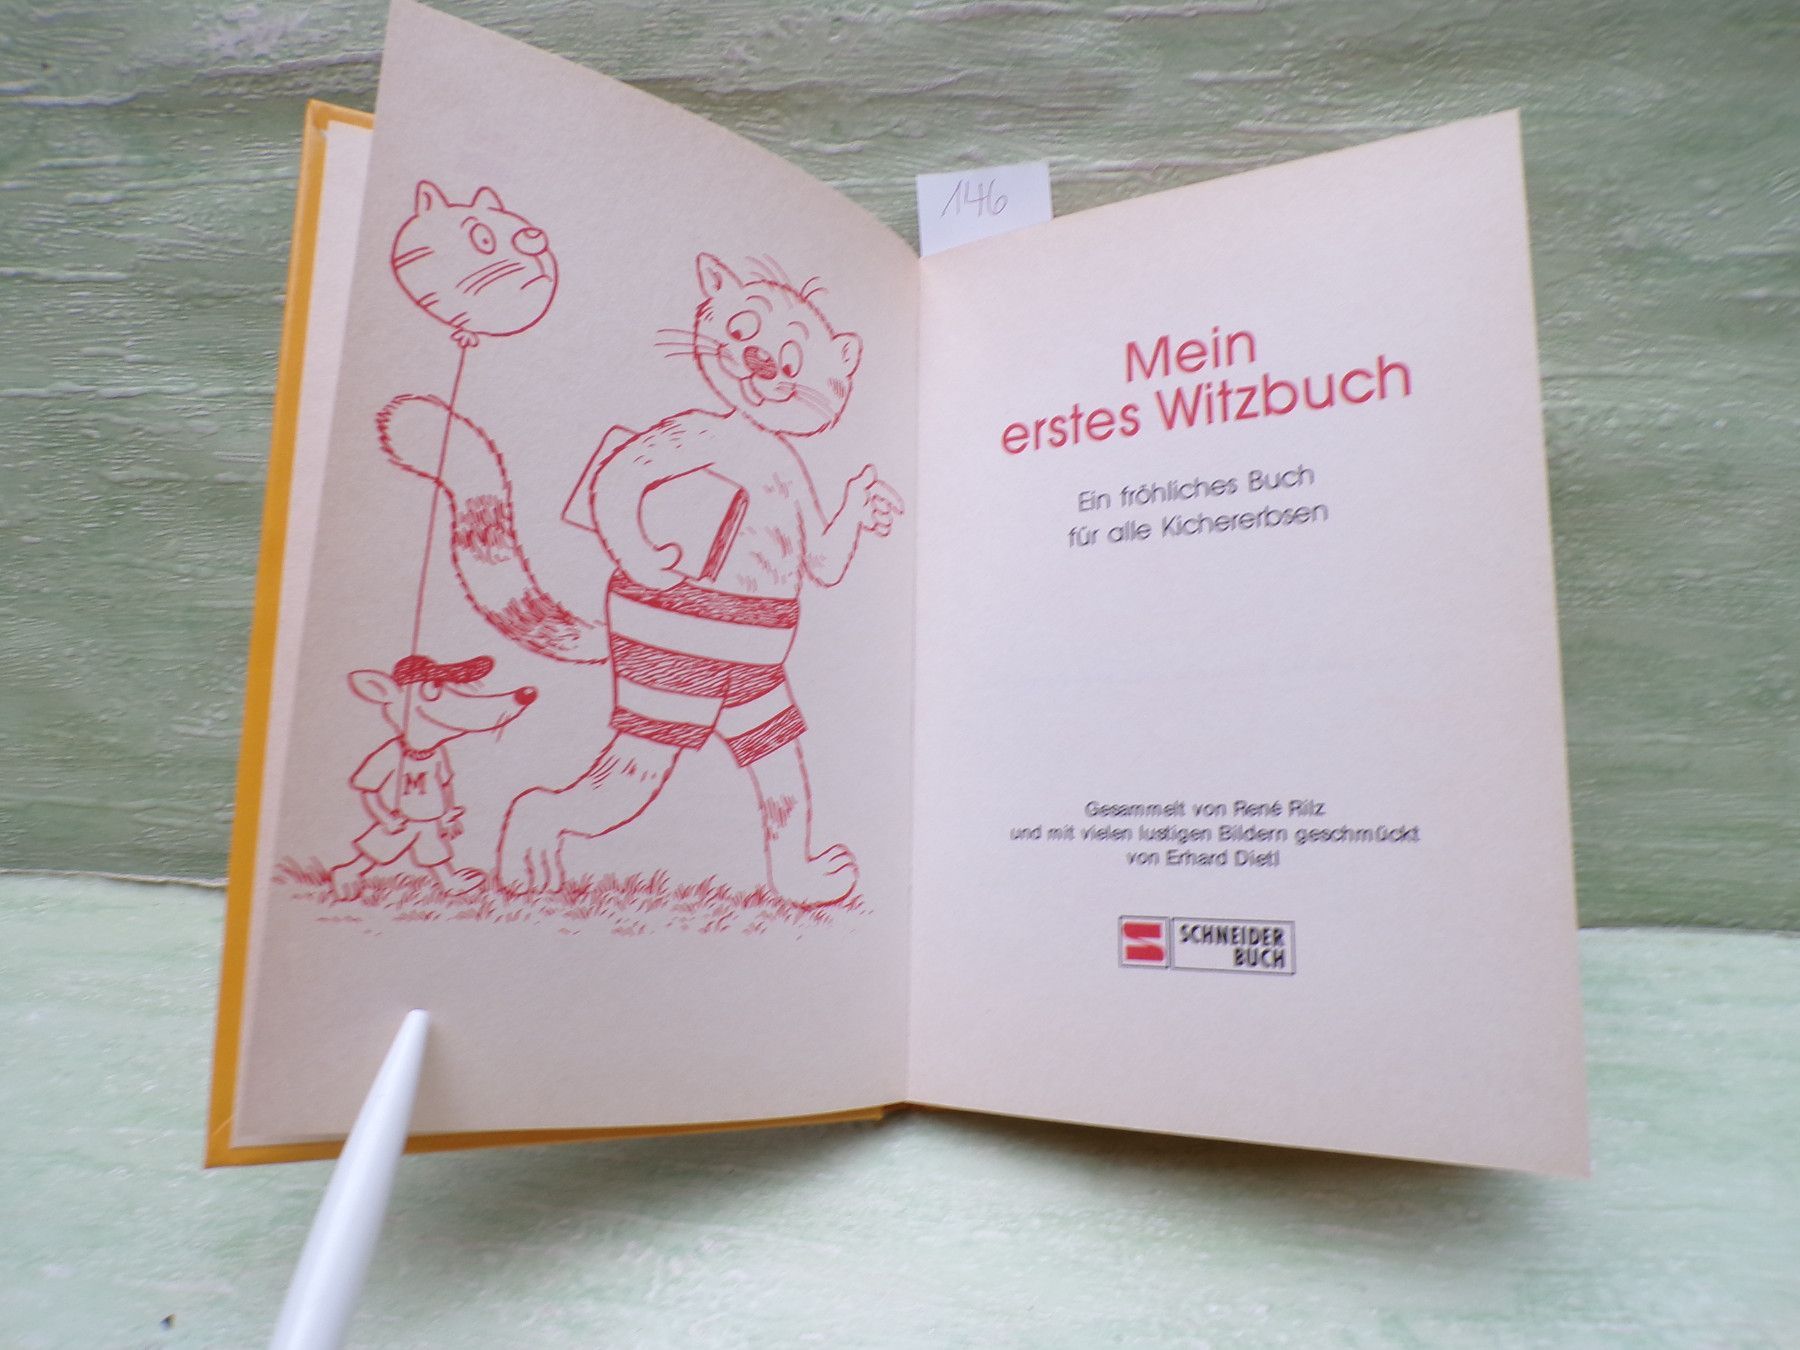 146
M
Mein
erstes Witzbuch
Ein fröhliches Buch
für alle Kichererbsen
Gesammelt von René Rilz
und mit vielen lustigen Bildern geschmückt
von Erhard Dietl
SCHNEIDER
BUCH